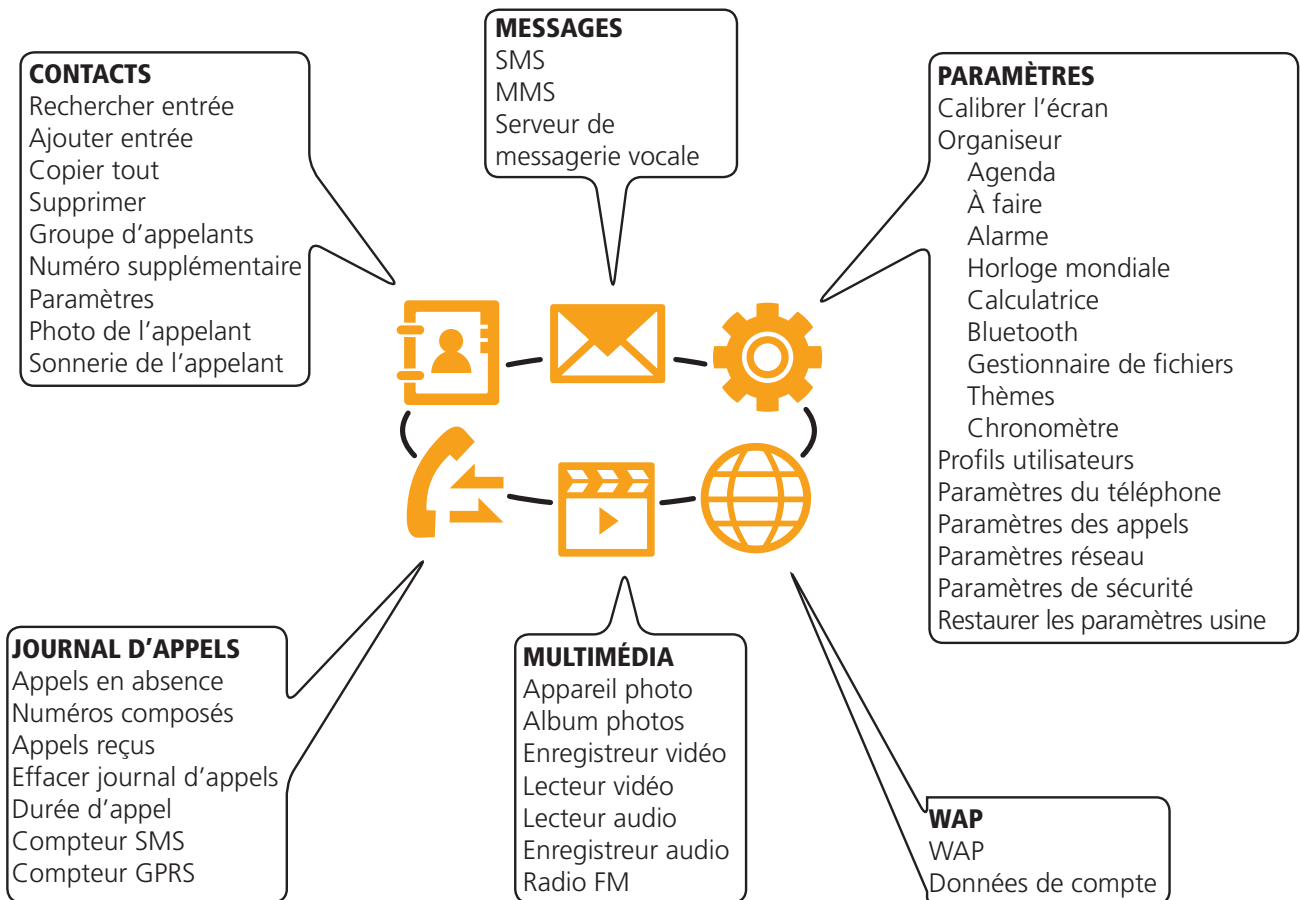 CONTACTS
Rechercher entrée
Ajouter entrée
Copier tout
Supprimer
Groupe d’appelants
Numéro supplémentaire
Paramètres
Photo de l’appelant
Sonnerie de l’appelant
MESSAGES
SMS
MMS
Serveur de
messagerie vocale
PARAMÈTRES
Calibrer l’écran
Organiseur
Agenda
À faire
Alarme
Horloge mondiale
Calculatrice
Bluetooth
Gestionnaire de fichiers
Thèmes
Chronomètre
Profils utilisateurs
Paramètres du téléphone
Paramètres des appels
Paramètres réseau
Paramètres de sécurité
Restaurer les paramètres usine
JOURNAL D’APPELS
Appels en absence
Numéros composés
Appels reçus
Effacer journal d’appels
Durée d’appel
Compteur SMS
Compteur GPRS
MULTIMÉDIA
Appareil photo
Album photos
Enregistreur vidéo
Lecteur vidéo
Lecteur audio
Enregistreur audio
Radio FM
WAP
WAP
Données de compte